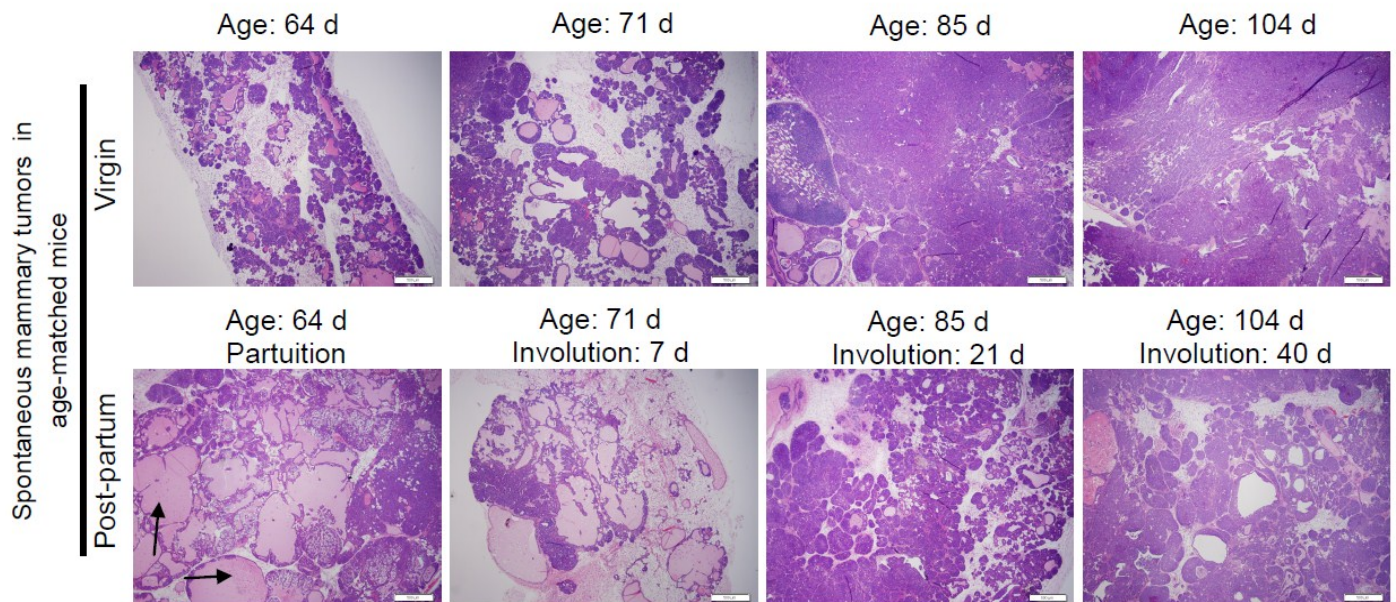 Age: 64 d
Age: 71 d
Age: 85 d
Age: 104 d
Spontaneous mammary tumors in
age-matched mice
Virgin
Age: 64 d
Partuition
Age: 71 d
Involution: 7 d
Age: 85 d
Involution: 21 d
Age: 104 d
Involution: 40 d
Post-partum